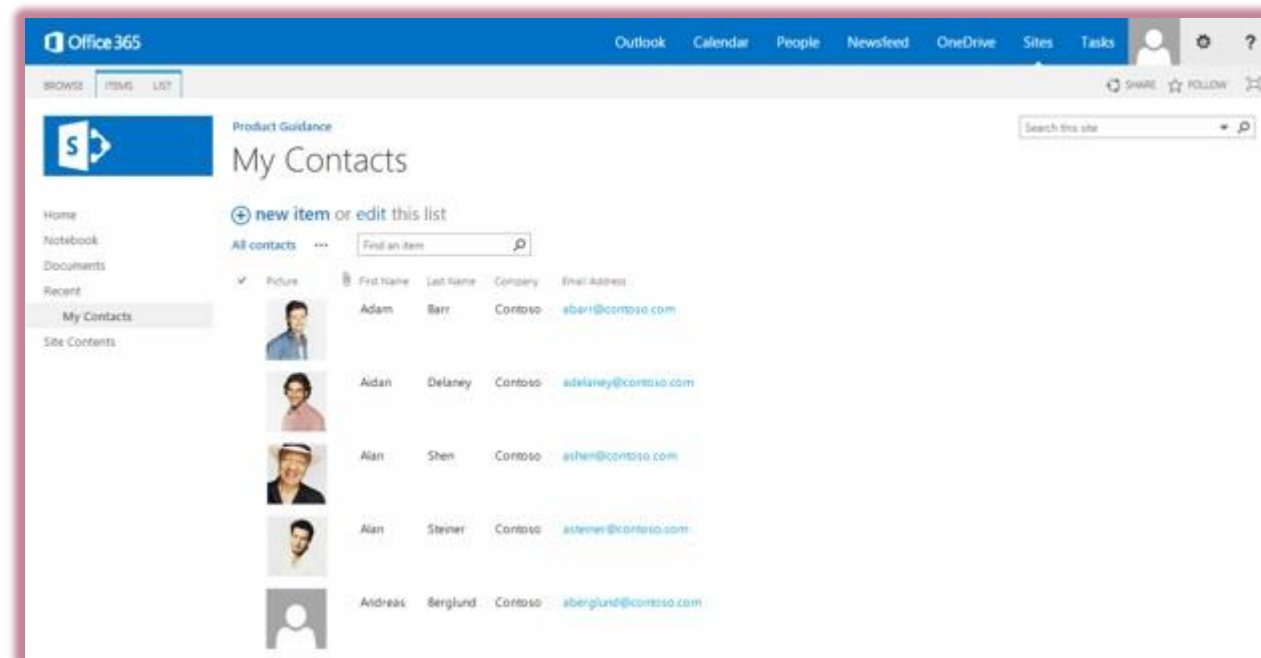 Office 365 Outlook Calendar People Newsfeed OneDrive Sites Tasks ?
BROWSE ITEMS LIST SHARE FOLLOW
S
Product Guidance
Search this site
My Contacts
new item or edit this list
All contacts ... Find an item
Home
Notebook
Documents
Recent
My Contacts
Site Contents
Picture First Name Last Name Company Email Address
Adam Barr Contoso abarr@contoso.com
Aidan Delaney Contoso adelaney@contoso.com
Alan Shen Contoso ashen@contoso.com
Alan Steiner Contoso asteiner@contoso.com
Andreas Berglund Contoso aberglund@contoso.com